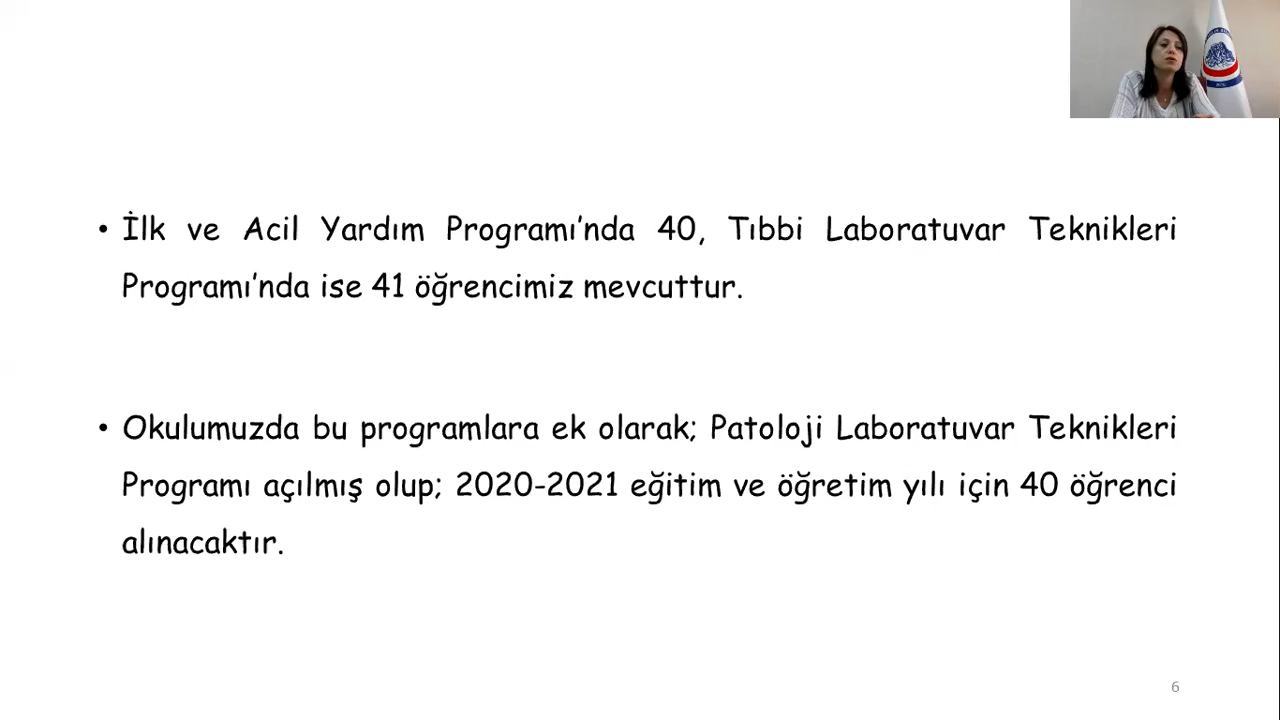 • İlk ve Acil Yardım Programı’nda 40, Tıbbi Laboratuvar Teknikleri
Programı’nda ise 41 öğrencimiz mevcuttur.
• Okulumuzda bu programlara ek olarak; Patoloji Laboratuvar Teknikleri
Programı açılmış olup; 2020-2021 eğitim ve öğretim yılı için 40 öğrenci
alınacaktır.
6